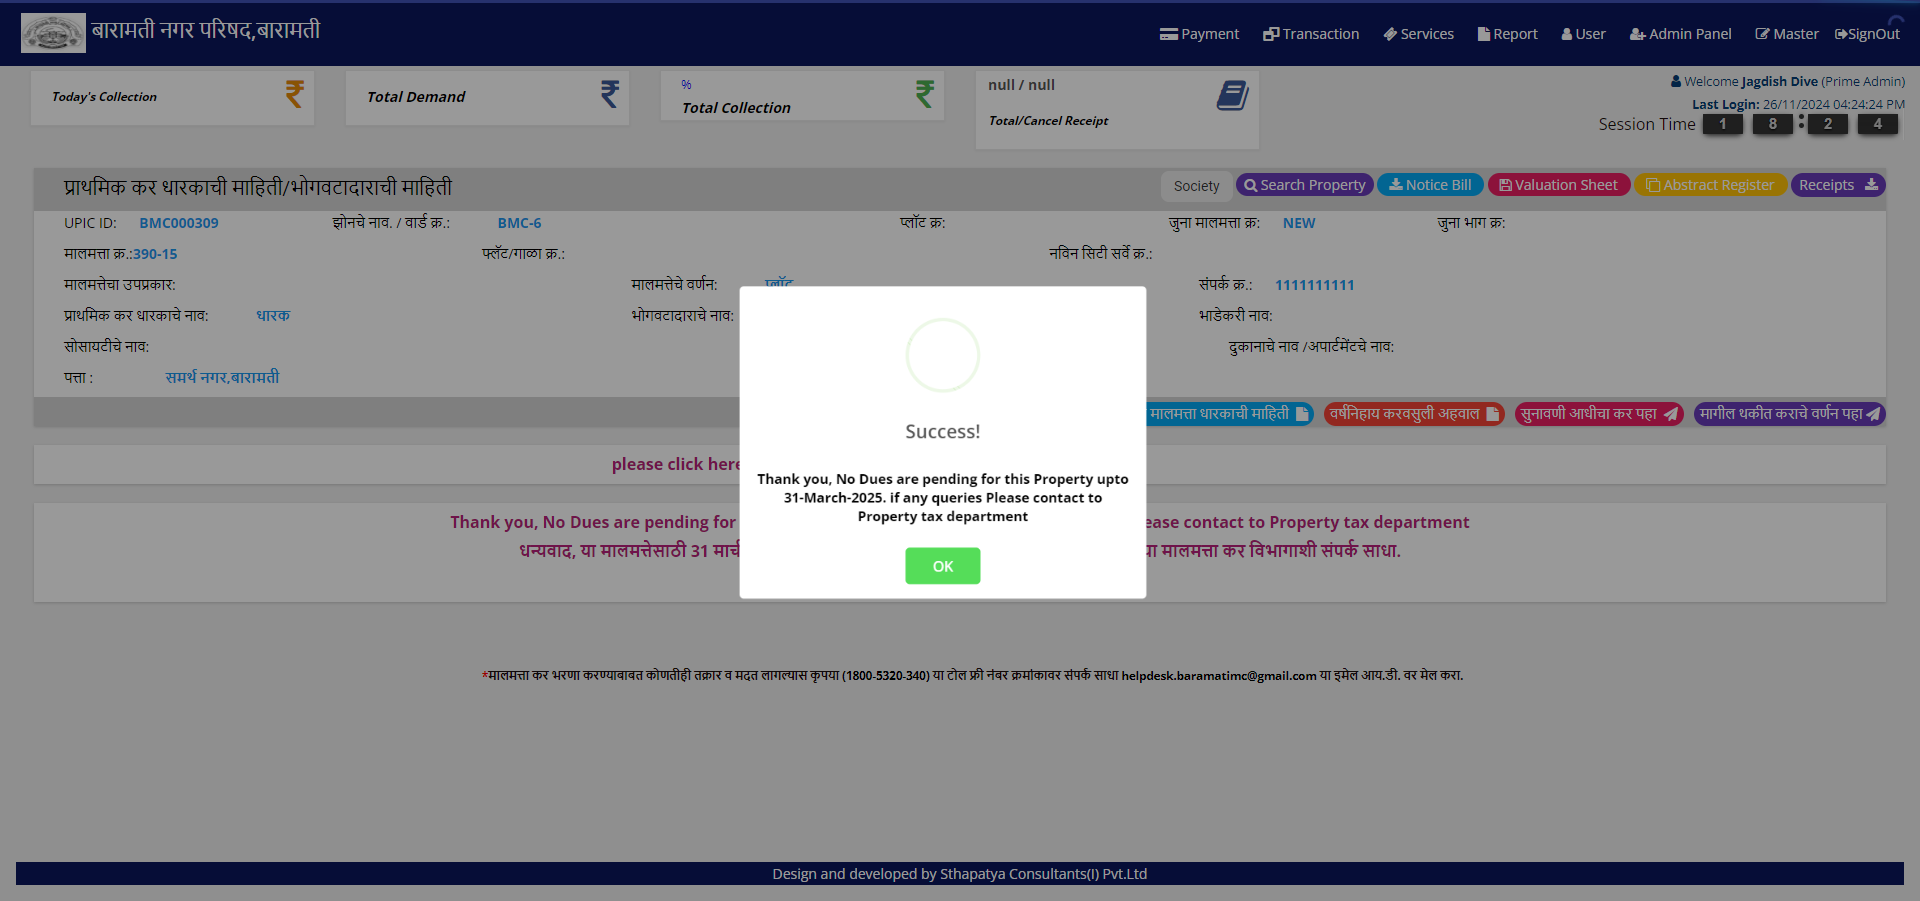 बारामती नगर परिषद,बारामती
Payment Transaction Services Report User Admin Panel Master SignOut
Today's Collection
Total Demand
%
Total Collection
null / null
Total/Cancel Receipt
Welcome Jagdish Dive (Prime Admin)
Last Login: 26/11/2024 04:24:24 PM
Session Time 1 8 : 2 4
प्राथमिक कर धारकाची माहिती/भोगवटादाराची माहिती
Society Search Property Notice Bill Valuation Sheet Abstract Register Receipts
UPIC ID: BMC000309 झोनचे नाव. / वार्ड क्र.: BMC-6 प्लॉट क्र: जुना मालमत्ता क्र: NEW जुना भाग क्र:
मालमत्ता क्र.:390-15 फ्लॅट/गाळा क्र.: नविन सिटी सर्वे क्र.:
मालमत्तेचा उपप्रकार: मालमत्तेचे वर्णन: प्लॉट संपर्क क्र.: 1111111111
प्राथमिक कर धारकाचे नाव: धारक भोगवटादाराचे नाव: भाडेकरी नाव:
सोसायटीचे नाव: दुकानाचे नाव /अपार्टमेंटचे नाव:
पत्ता : समर्थ नगर,बारामती
मालमत्ता धारकाची माहिती वर्षनिहाय करवसुली अहवाल सुनावणी आधीचा कर पहा मागील थकीत कराचे वर्णन पहा
please click here
Thank you, No Dues are pending for ease contact to Property tax department
धन्यवाद, या मालमत्तेसाठी 31 मार्च या मालमत्ता कर विभागाशी संपर्क साधा.
Success!
Thank you, No Dues are pending for this Property upto
31-March-2025. if any queries Please contact to
Property tax department
OK
*मालमत्ता कर भरणा करण्याबाबत कोणतीही तक्रार व मदत लागल्यास कृपया (1800-5320-340) या टोल फ्री नंबर क्रमांकावर संपर्क साधा helpdesk.baramatimc@gmail.com या इमेल आय.डी. वर मेल करा.
Design and developed by Sthapatya Consultants(I) Pvt.Ltd